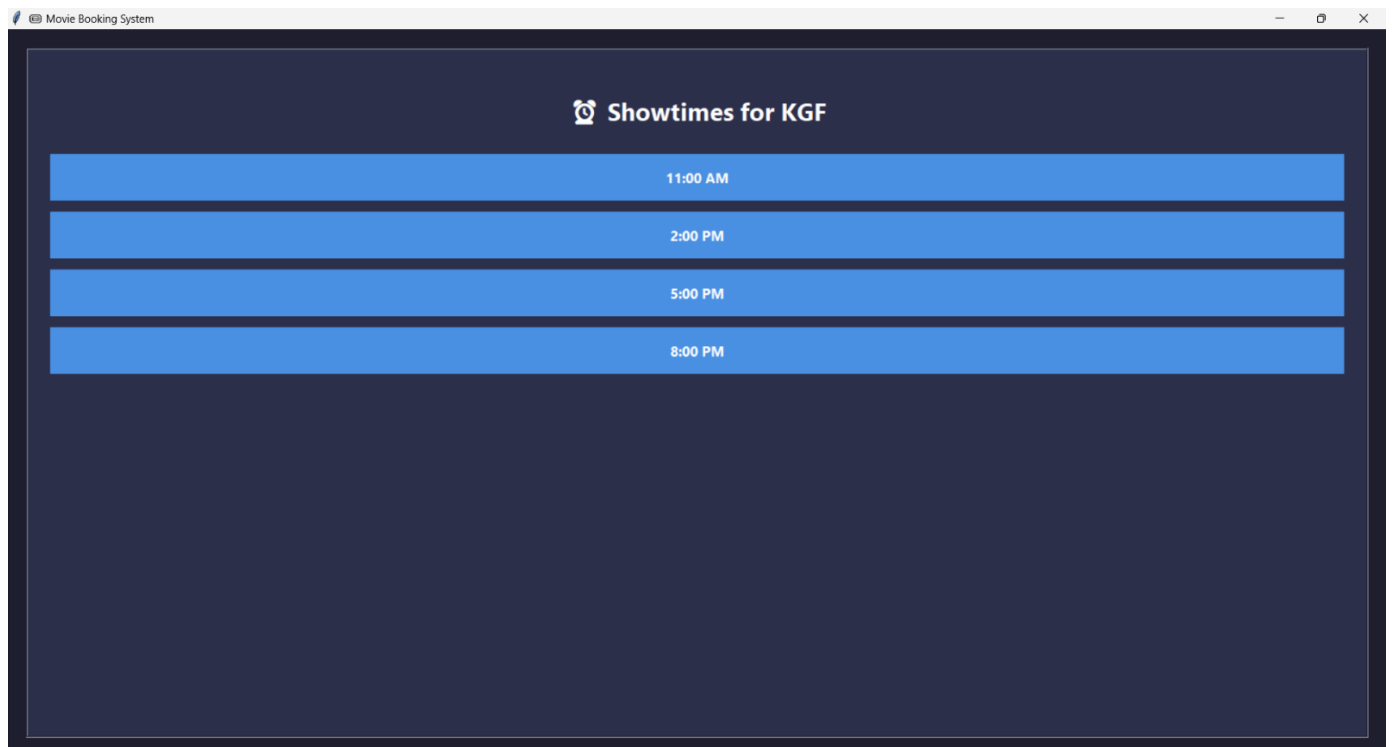 🎟 Movie Booking System
⏰ Showtimes for KGF
11:00 AM
2:00 PM
5:00 PM
8:00 PM